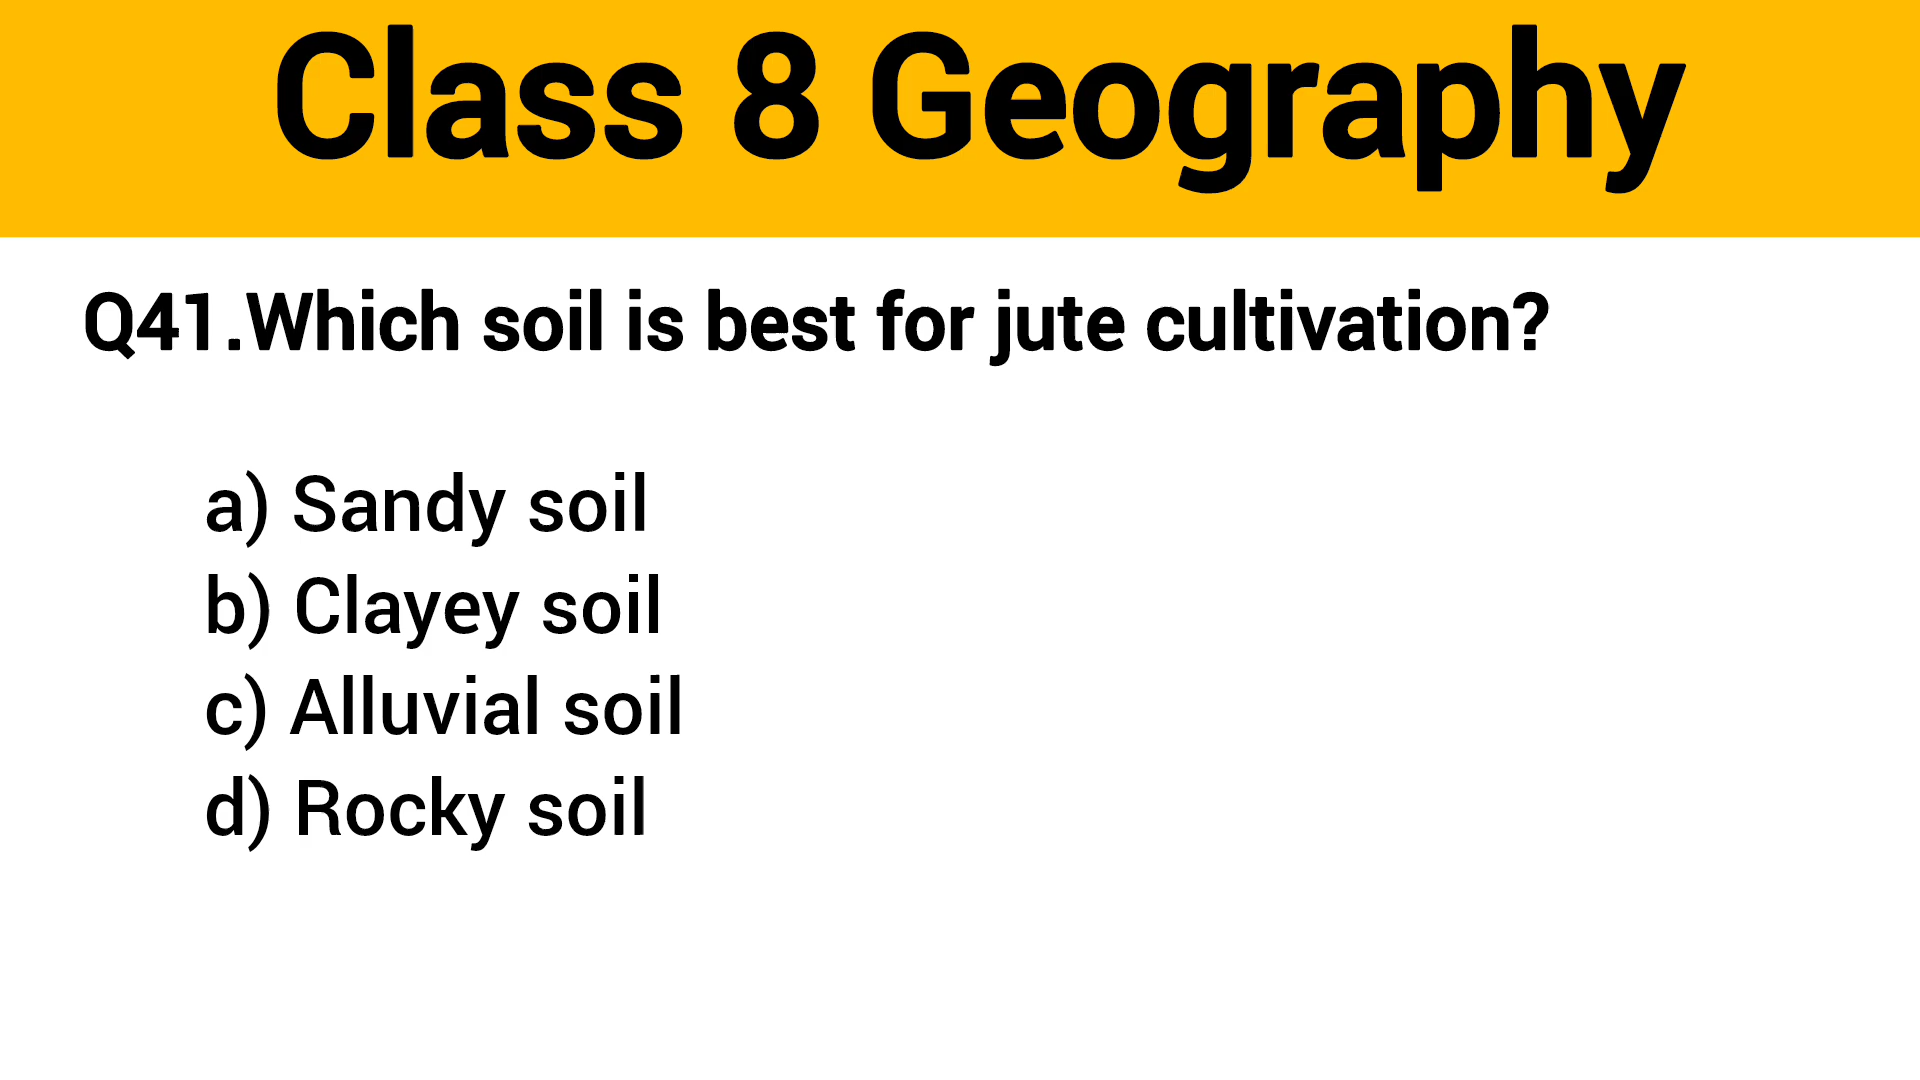 Class 8 Geography
Q41.Which soil is best for jute cultivation?
a) Sandy soil
b) Clayey soil
c) Alluvial soil
d) Rocky soil